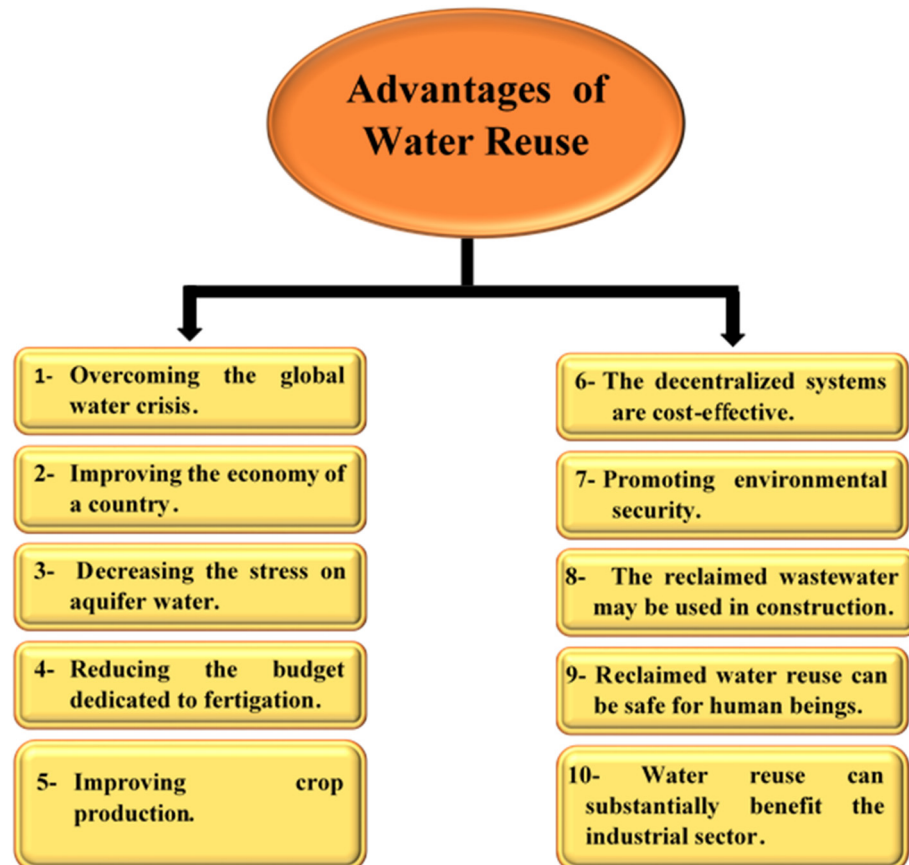 Advantages of
Water Reuse
1- Overcoming the global
water crisis.
2- Improving the economy of
a country.
3- Decreasing the stress on
aquifer water.
4- Reducing the budget
dedicated to fertigation.
5- Improving crop
production.
6- The decentralized systems
are cost-effective.
7- Promoting environmental
security.
8- The reclaimed wastewater
may be used in construction.
9- Reclaimed water reuse can
be safe for human beings.
10- Water reuse can
substantially benefit the
industrial sector.